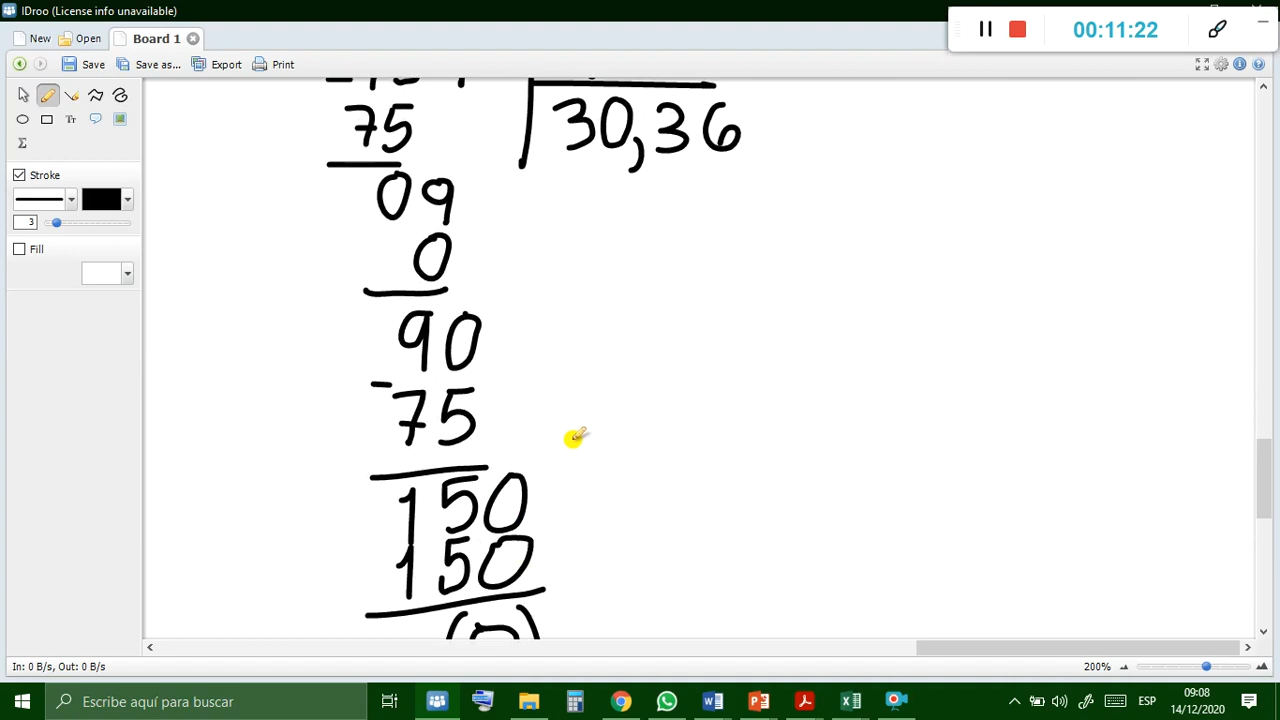 IDroo (License info unavailable)
00:11:22
New Open Board 1
Save Save as... Export Print
75 30,36
09
0
Stroke
3
Fill
90
- 75
150
150
(0)
In: 0 B/s, Out: 0 B/s 200%
Escribe aquí para buscar ESP 09:08
14/12/2020